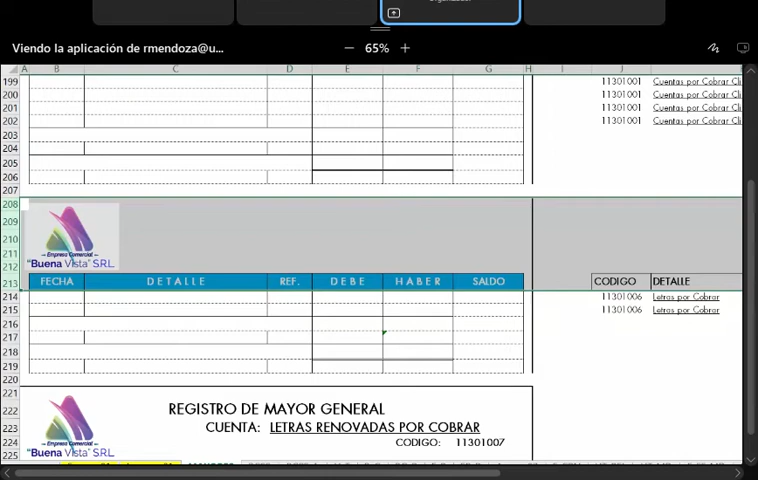 Viendo la aplicación de rmendoza@u...
65%
A B C D E F G H I J
199 11301001 Cuentas por Cobrar Cli
200 11301001 Cuentas por Cobrar Cli
201 11301001 Cuentas por Cobrar Cli
202 11301001 Cuentas por Cobrar Cli
203
204
205
206
207
208
209
210
211 Empresa Comercial
212 "Buena Vista" S.R.L
213 FECHA DETALLE REF. DEBE HABER SALDO CODIGO DETALLE
214 11301006 Letras por Cobrar
215 11301006 Letras por Cobrar
216
217
218
219
220
221
222 REGISTRO DE MAYOR GENERAL
223 CUENTA: LETRAS RENOVADAS POR COBRAR
224 Empresa Comercial CODIGO: 11301007
225 "Buena Vista" S.R.L